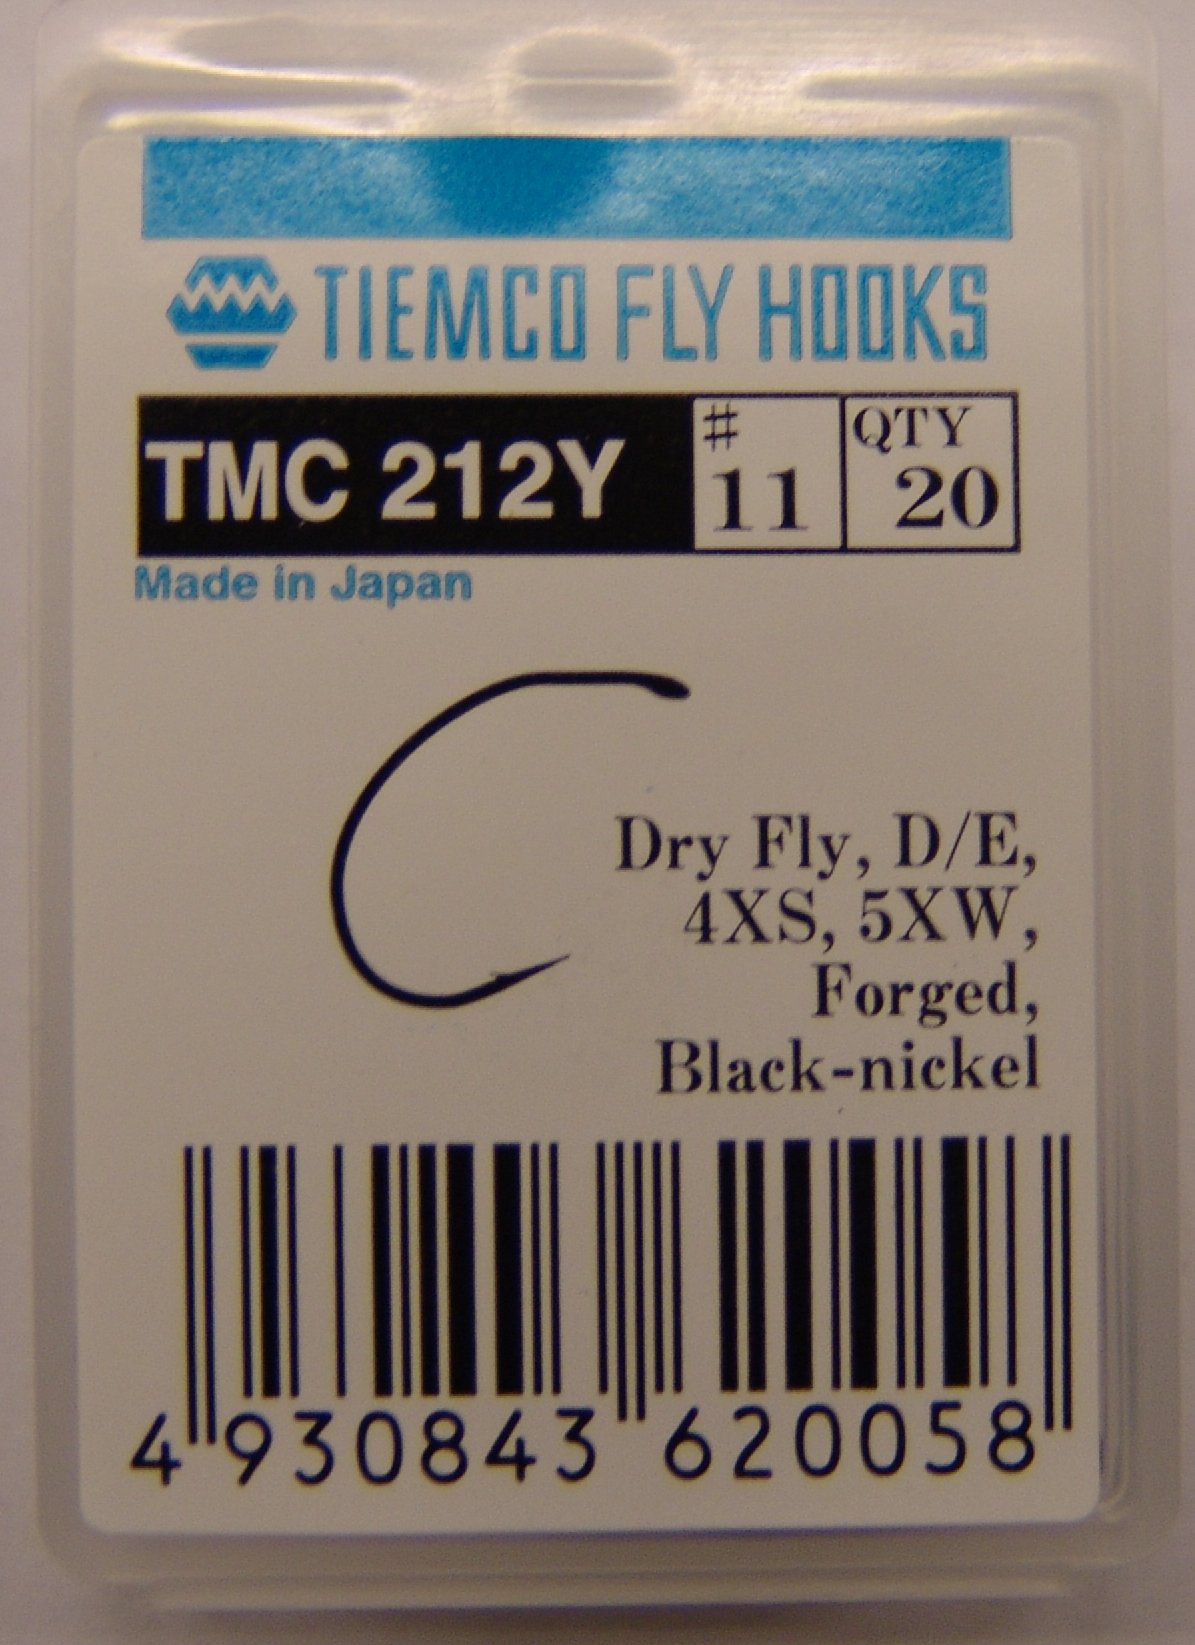 TIEMCO FLY HOOKS
TMC 212Y
#
11
QTY
20
Made in Japan
Dry Fly, D/E,
4XS, 5XW,
Forged,
Black-nickel
4 930843 620058